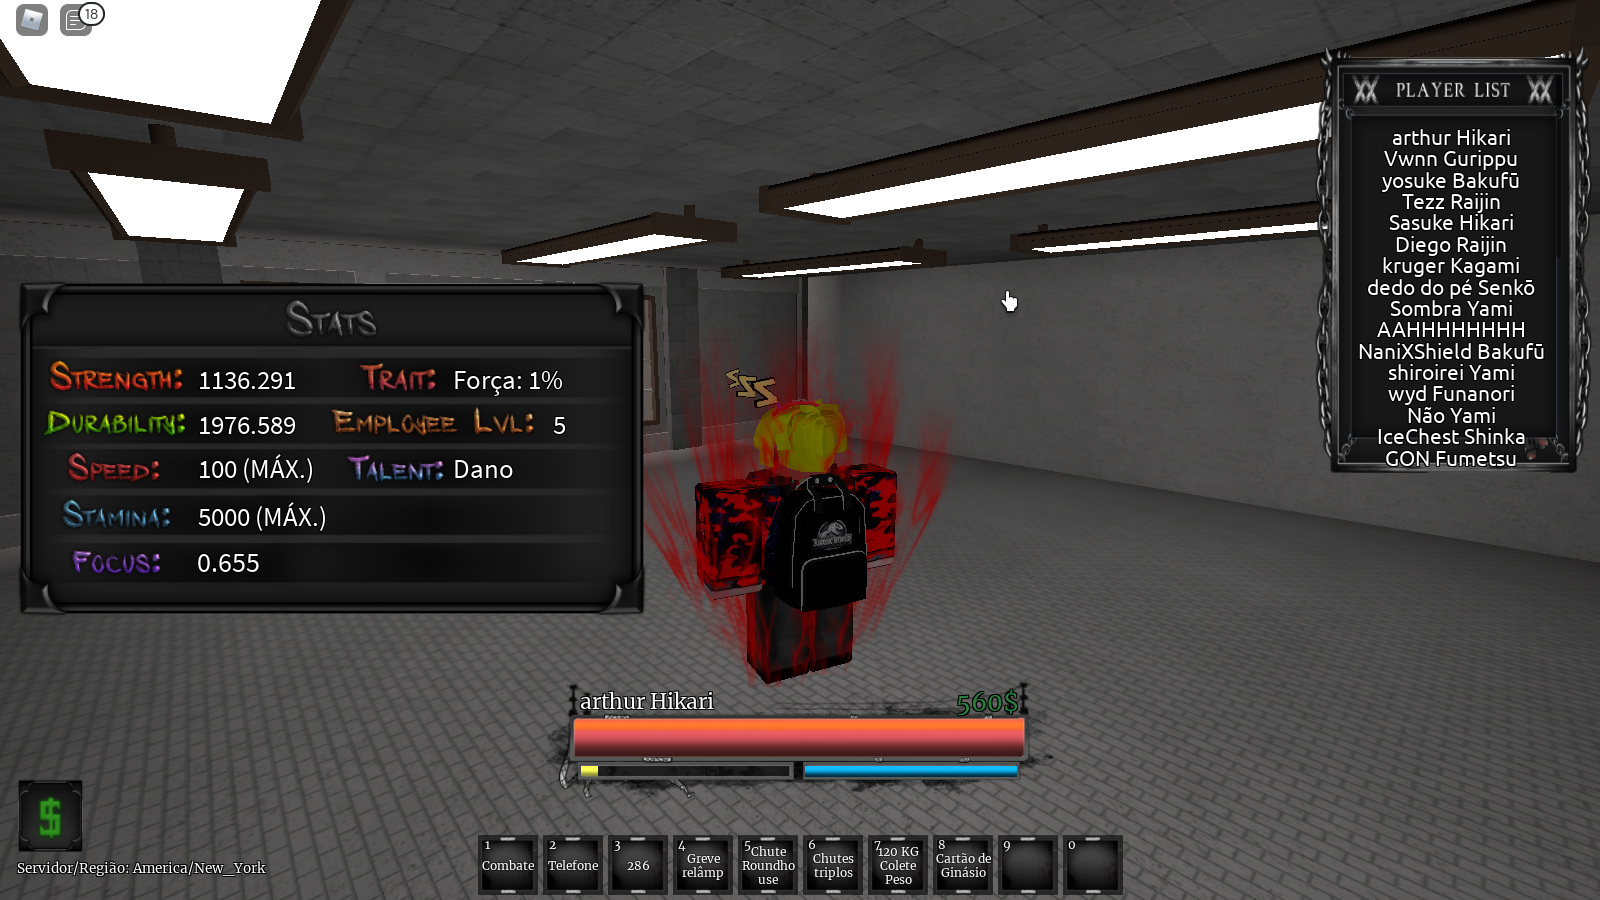 18
PLAYER LIST
arthur Hikari
Vwnn Gurippu
yosuke Bakufū
Tezz Raijin
Sasuke Hikari
Diego Raijin
kruger Kagami
dedo do pé Senkō
Sombra Yami
AAHHHHHHHH
NaniXShield Bakufū
shiroirei Yami
wyd Funanori
Não Yami
IceChest Shinka
GON Fumetsu
STATS
STRENGTH: 1136.291 TRAIT: Força: 1%
DURABILITY: 1976.589 EMPLOYEE LVL: 5
SPEED: 100 (MÁX.) TALENT: Dano
STAMINA: 5000 (MÁX.)
FOCUS: 0.655
JURASSIC WORLD
arthur Hikari 560$
$
Servidor/Região: America/New_York
1 Combate
2 Telefone
3 286
4 Greve
relâmp
5 Chute
Roundho
use
6 Chutes
triplos
7 120 KG
Colete
Peso
8 Cartão de
Ginásio
9
0